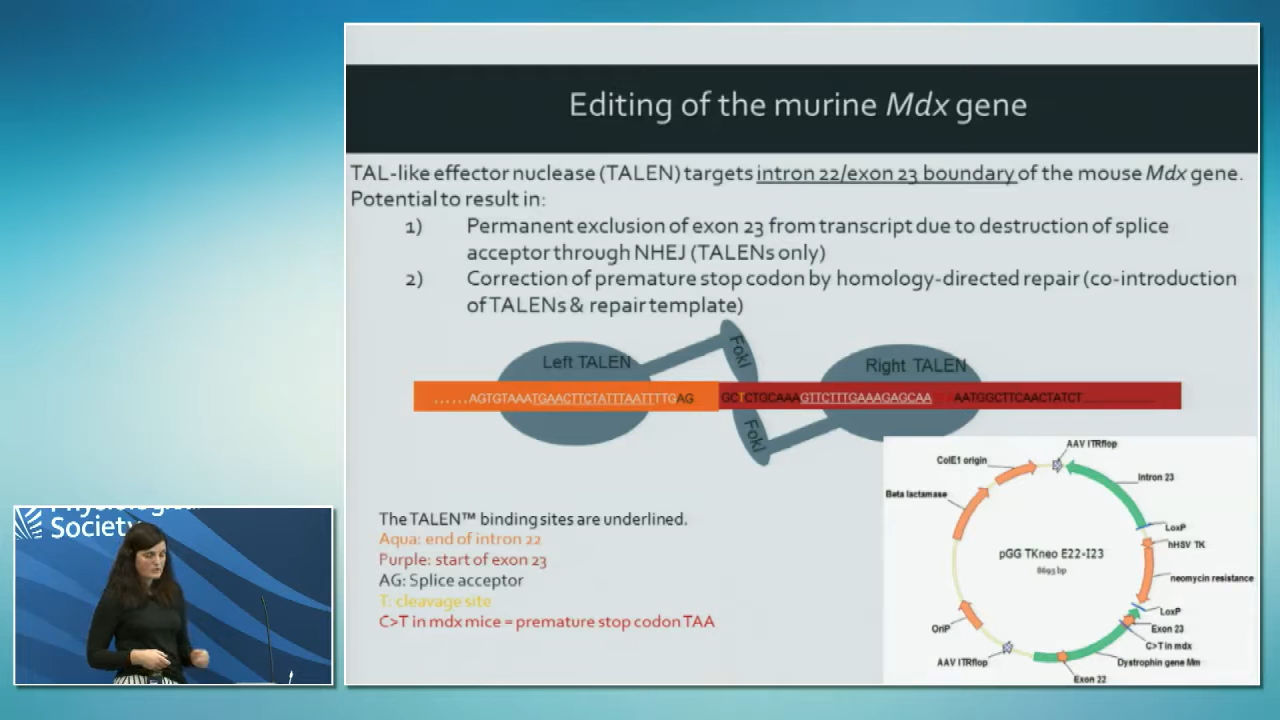 Editing of the murine Mdx gene
TAL-like effector nuclease (TALEN) targets intron 22/exon 23 boundary of the mouse Mdx gene.
Potential to result in:
1) Permanent exclusion of exon 23 from transcript due to destruction of splice
acceptor through NHEJ (TALENs only)
2) Correction of premature stop codon by homology-directed repair (co-introduction
of TALENs & repair template)
Left TALEN
FokI
Right TALEN
......AGTGTAAATGAACTTCTATTTAATTTTGAG GCTCTGCAAAGTTCTTTGAAAGAGCAA AATGGCTTCAACTATCT
FokI
The TALEN™ binding sites are underlined.
Aqua: end of intron 22
Purple: start of exon 23
AG: Splice acceptor
T: cleavage site
C>T in mdx mice = premature stop codon TAA
AAV ITRflop
ColE1 origin
Intron 23
Beta lactamase
LoxP
hHSV TK
pGG TKneo E22-I23
8693 bp
neomycin resistance
LoxP
Exon 23
OriP
C>T in mdx
AAV ITRflop
Dystrophin gene Mm
Exon 22
Physiological
Society